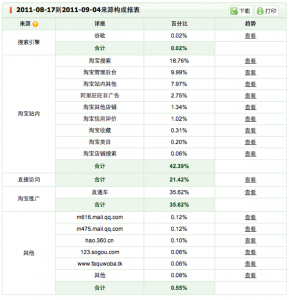 2011-08-17到2011-09-04来源构成报表 下载 打印
来源 详细 百分比 趋势
搜索引擎 谷歌 0.02% 查看
合计 0.02%
淘宝站内 淘宝搜索 18.76% 查看
淘宝管理后台 9.99% 查看
淘宝站内其他 7.97% 查看
阿里旺旺非广告 2.75% 查看
淘宝其他店铺 1.34% 查看
淘宝信用评价 1.02% 查看
淘宝收藏 0.31% 查看
淘宝类目 0.20% 查看
淘宝店铺搜索 0.06% 查看
合计 42.39%
直接访问 合计 21.42% 查看
淘宝推广 直通车 35.62% 查看
合计 35.62%
其他 m616.mail.qq.com 0.12% 查看
m476.mail.qq.com 0.12% 查看
hao.360.cn 0.10% 查看
123.sogou.com 0.06% 查看
www.faquwoba.tk 0.06% 查看
其他 0.08% 查看
合计 0.55%